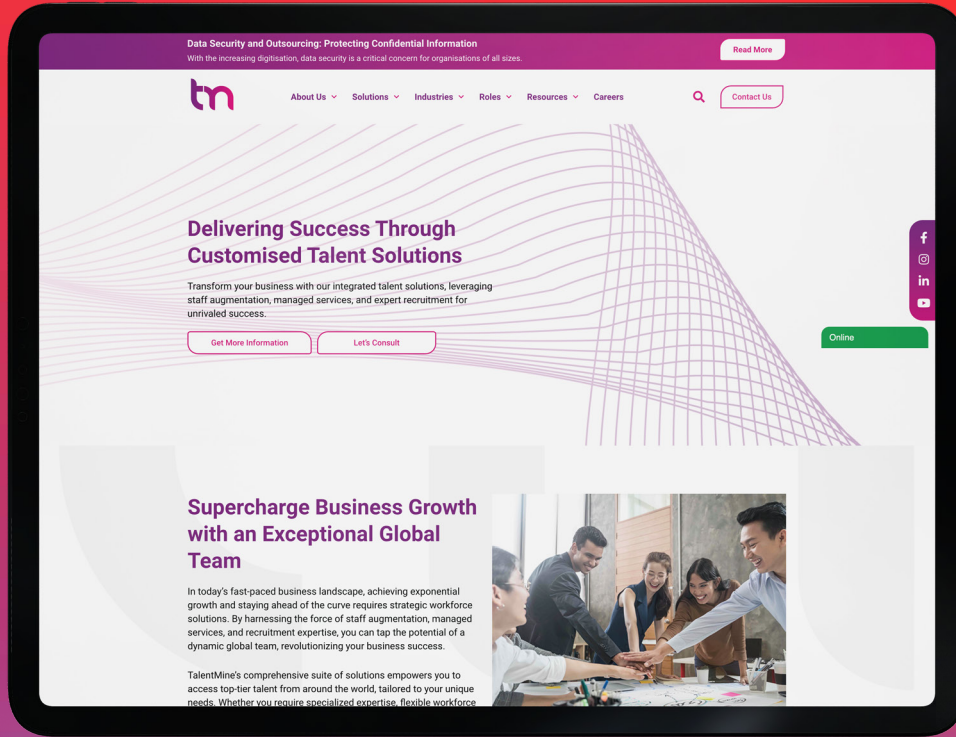 Data Security and Outsourcing: Protecting Confidential Information
With the increasing digitisation, data security is a critical concern for organisations of all sizes.
Read More
tm
About Us
Solutions
Industries
Roles
Resources
Careers
Contact Us
Delivering Success Through
Customised Talent Solutions
Transform your business with our integrated talent solutions, leveraging
staff augmentation, managed services, and expert recruitment for
unrivaled success.
Get More Information
Let's Consult
Online
Supercharge Business Growth
with an Exceptional Global
Team
In today's fast-paced business landscape, achieving exponential
growth and staying ahead of the curve requires strategic workforce
solutions. By harnessing the force of staff augmentation, managed
services, and recruitment expertise, you can tap the potential of a
dynamic global team, revolutionizing your business success.
TalentMine's comprehensive suite of solutions empowers you to
access top-tier talent from around the world, tailored to your unique
needs. Whether you require specialized expertise, flexible workforce